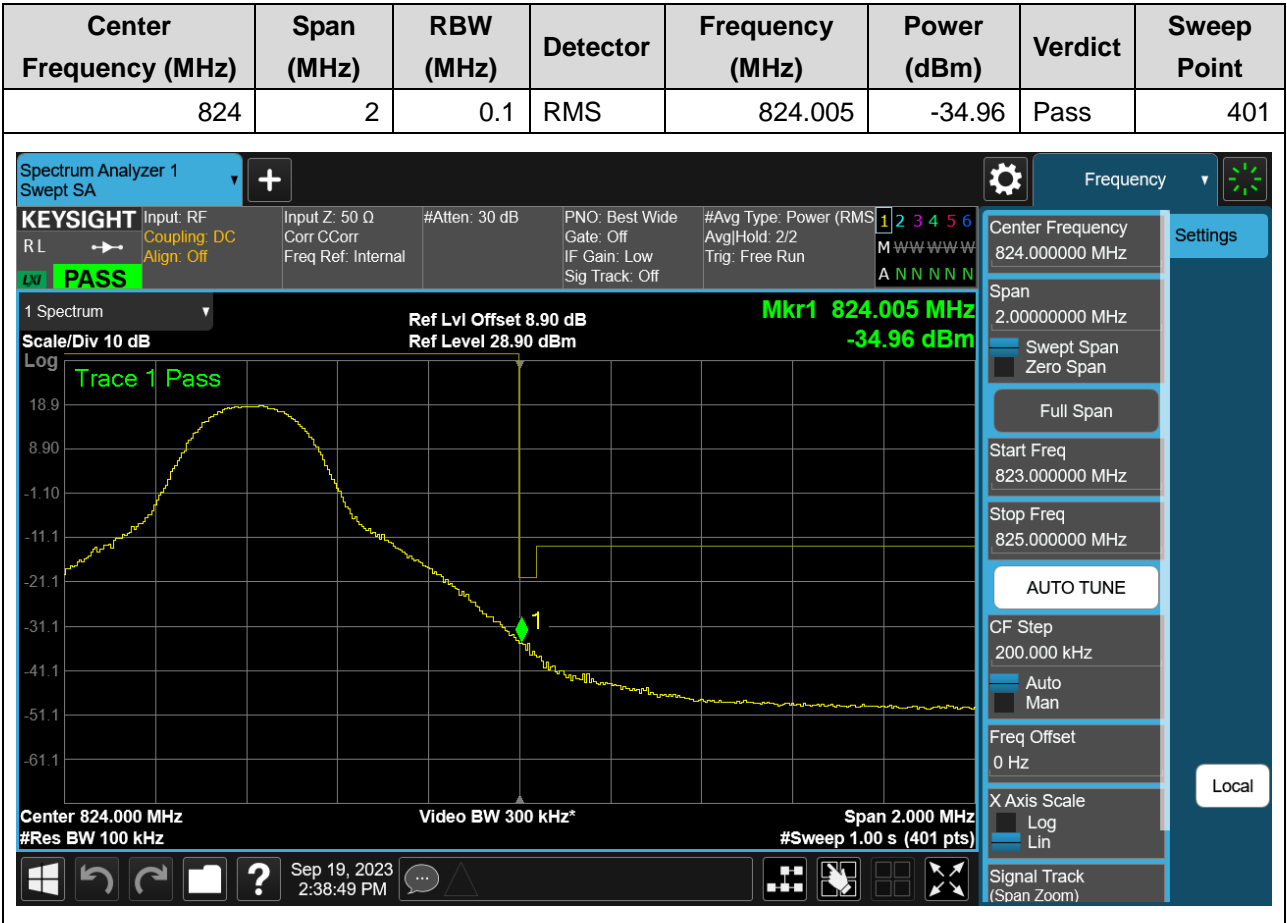 Center Frequency (MHz) Span (MHz) RBW (MHz) Detector Frequency (MHz) Power (dBm) Verdict Sweep Point
824 2 0.1 RMS 824.005 -34.96 Pass 401
Spectrum Analyzer 1
Swept SA
Frequency
KEYSIGHT Input: RF Input Z: 50 Ω #Atten: 30 dB PNO: Best Wide #Avg Type: Power (RMS 1 2 3 4 5 6
R L Coupling: DC Corr CCorr Gate: Off Avg|Hold: 2/2 M W W W W W
Align: Off Freq Ref: Internal IF Gain: Low Trig: Free Run
LXI PASS Sig Track: Off A N N N N N
1 Spectrum Ref Lvl Offset 8.90 dB Mkr1 824.005 MHz
Scale/Div 10 dB Ref Level 28.90 dBm -34.96 dBm
Log
Trace 1 Pass
18.9
8.90
-1.10
-11.1
-21.1
-31.1
1
-41.1
-51.1
-61.1
Center 824.000 MHz Video BW 300 kHz* Span 2.000 MHz
#Res BW 100 kHz #Sweep 1.00 s (401 pts)
Sep 19, 2023
2:38:49 PM
Center Frequency
824.000000 MHz
Settings
Span
2.00000000 MHz
Swept Span
Zero Span
Full Span
Start Freq
823.000000 MHz
Stop Freq
825.000000 MHz
AUTO TUNE
CF Step
200.000 kHz
Auto
Man
Freq Offset
0 Hz
Local
X Axis Scale
Log
Lin
Signal Track
(Span Zoom)